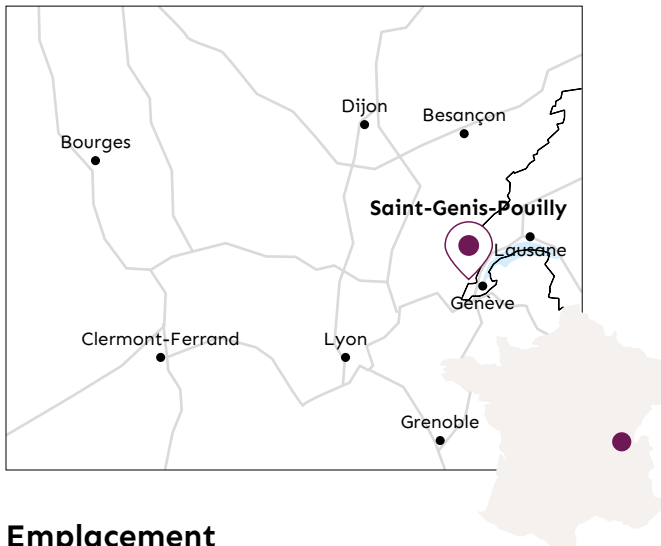 Dijon
Besançon
Bourges
Saint-Genis-Pouilly
Lausane
Genève
Clermont-Ferrand
Lyon
Grenoble
Emplacement